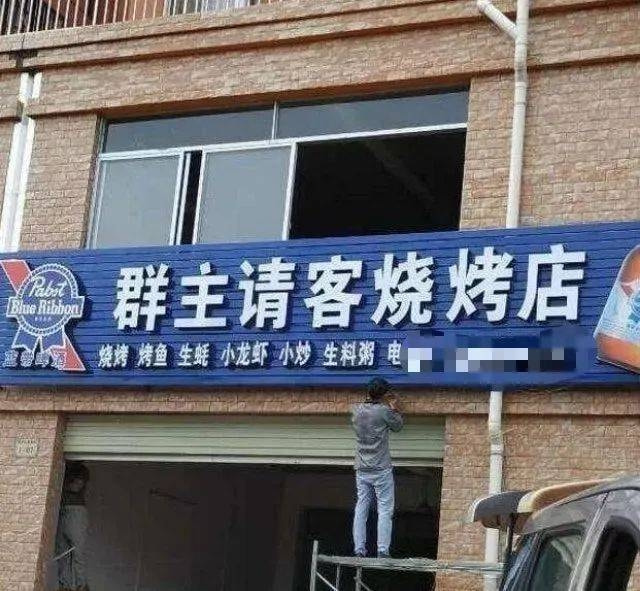 群主请客烧烤店
Pabst
Blue Ribbon
烧烤 烤鱼 生蚝 小龙虾 小炒 生料粥 电